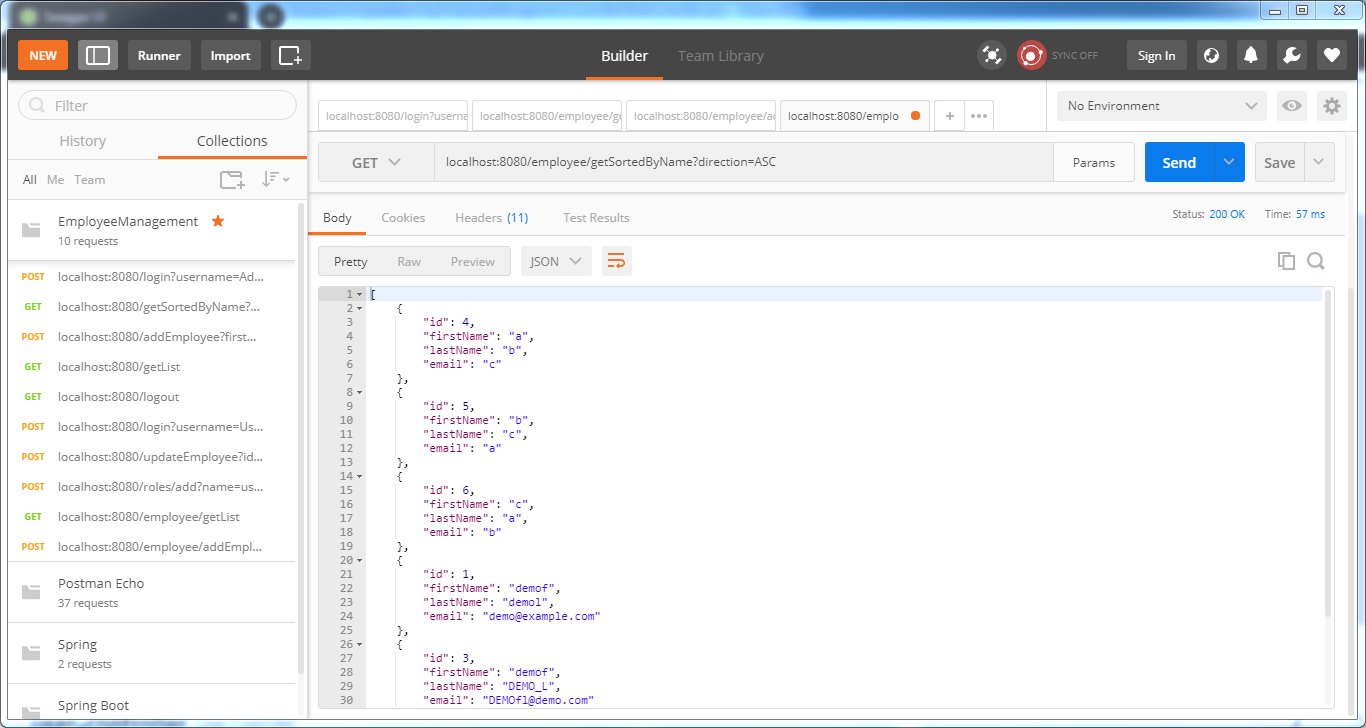 Swagger UI
NEW
Runner
Import
Builder
Team Library
SYNC OFF
Sign In
Filter
History
Collections
All Me Team
EmployeeManagement
10 requests
POST localhost:8080/login?username=Ad...
GET localhost:8080/getSortedByName?...
POST localhost:8080/addEmployee?first...
GET localhost:8080/getList
GET localhost:8080/logout
POST localhost:8080/login?username=Us...
POST localhost:8080/updateEmployee?id...
POST localhost:8080/roles/add?name=us...
GET localhost:8080/employee/getList
POST localhost:8080/employee/addEmpl...
Postman Echo
37 requests
Spring
2 requests
Spring Boot
localhost:8080/login?userna
localhost:8080/employee/ge
localhost:8080/employee/ad
localhost:8080/emplo
+
•••
No Environment
GET
localhost:8080/employee/getSortedByName?direction=ASC
Params
Send
Save
Body Cookies Headers (11) Test Results
Status: 200 OK Time: 57 ms
Pretty Raw Preview JSON
1 [
2 {
3 "id": 4,
4 "firstName": "a",
5 "lastName": "b",
6 "email": "c"
7 },
8 {
9 "id": 5,
10 "firstName": "b",
11 "lastName": "c",
12 "email": "a"
13 },
14 {
15 "id": 6,
16 "firstName": "c",
17 "lastName": "a",
18 "email": "b"
19 },
20 {
21 "id": 1,
22 "firstName": "demof",
23 "lastName": "demol",
24 "email": "demo@example.com"
25 },
26 {
27 "id": 3,
28 "firstName": "demof",
29 "lastName": "DEMO_L",
30 "email": "DEMOfl@demo.com"